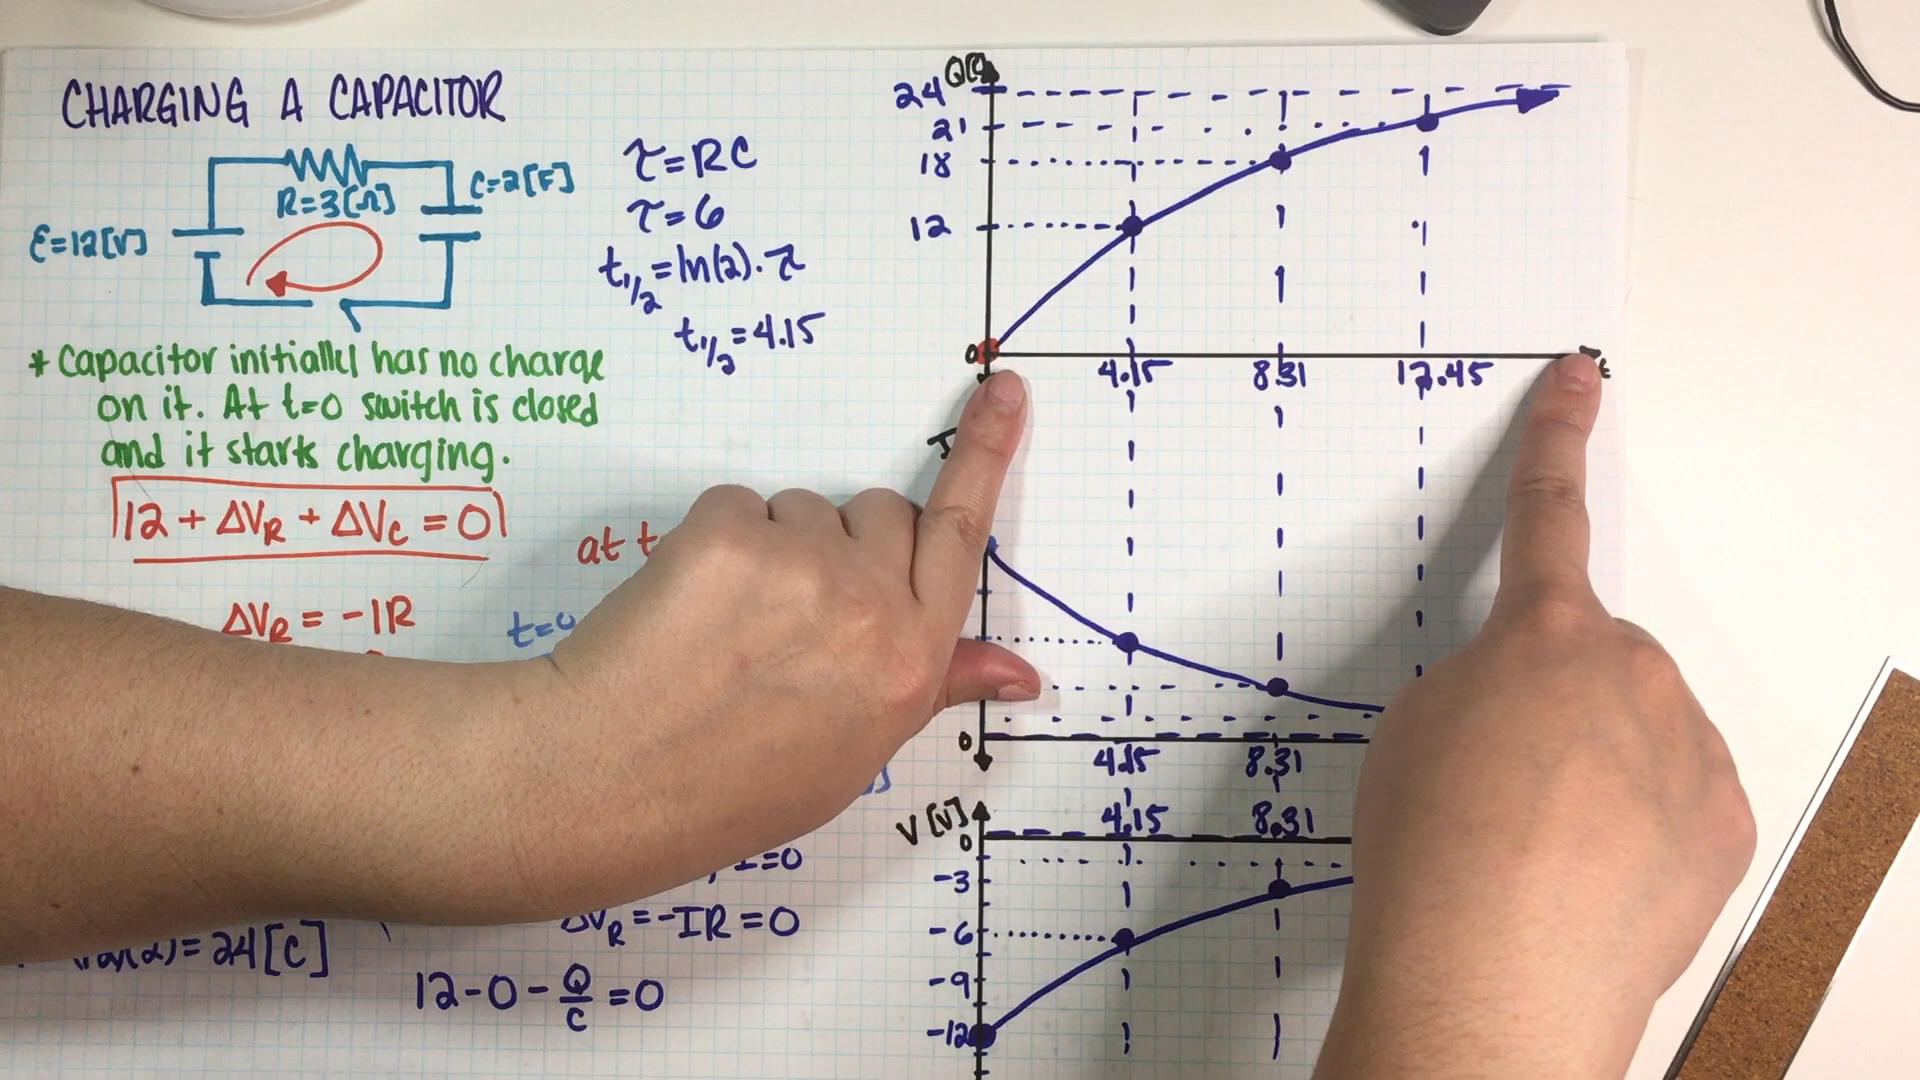 CHARGING A CAPACITOR
R=3[Ω]
C=2[F]
ε=12[V]
τ=RC
τ=6
t1/2=ln(2)·τ
t1/2=4.15
* Capacitor initially has no charge
on it. At t=0 switch is closed
and it starts charging.
12 + ΔVR + ΔVC = 0
at t
ΔVR = -IR
t=0
=24[C]
I=0
ΔVR=-IR=0
12-0-Q/C=0
24
21
18
12
0
4.15 8.31 12.45 t
I
0
4.15 8.31
V [V]
4.15 8.31
0
-3
-6
-9
-12